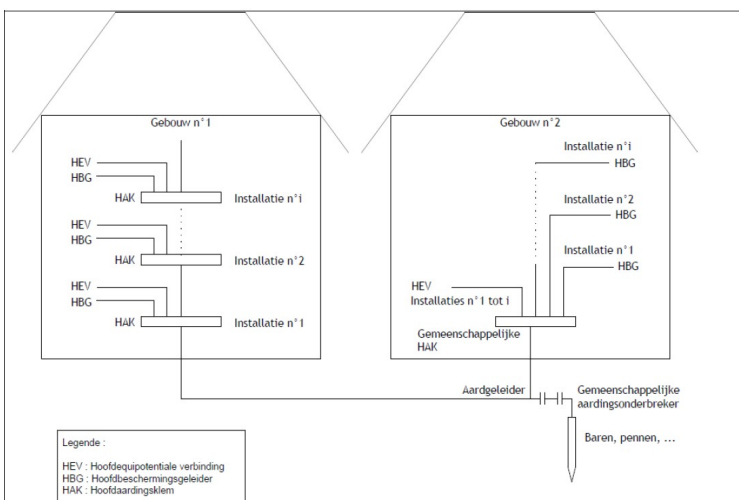 Gebouw n°1
HEV
HBG
HAK
Installatie n°i
HEV
HBG
HAK
Installatie n°2
HEV
HBG
HAK
Installatie n°1
Gebouw n°2
Installatie n°i
HBG
Installatie n°2
HBG
Installatie n°1
HBG
HEV
Installaties n°1 tot i
Gemeenschappelijke
HAK
Aardgeleider
Gemeenschappelijke
aardingsonderbreker
Baren, pennen, ...
Legende :
HEV : Hoofdequipotentiale verbinding
HBG : Hoofdbeschermingsgeleider
HAK : Hoofdaardingsklem